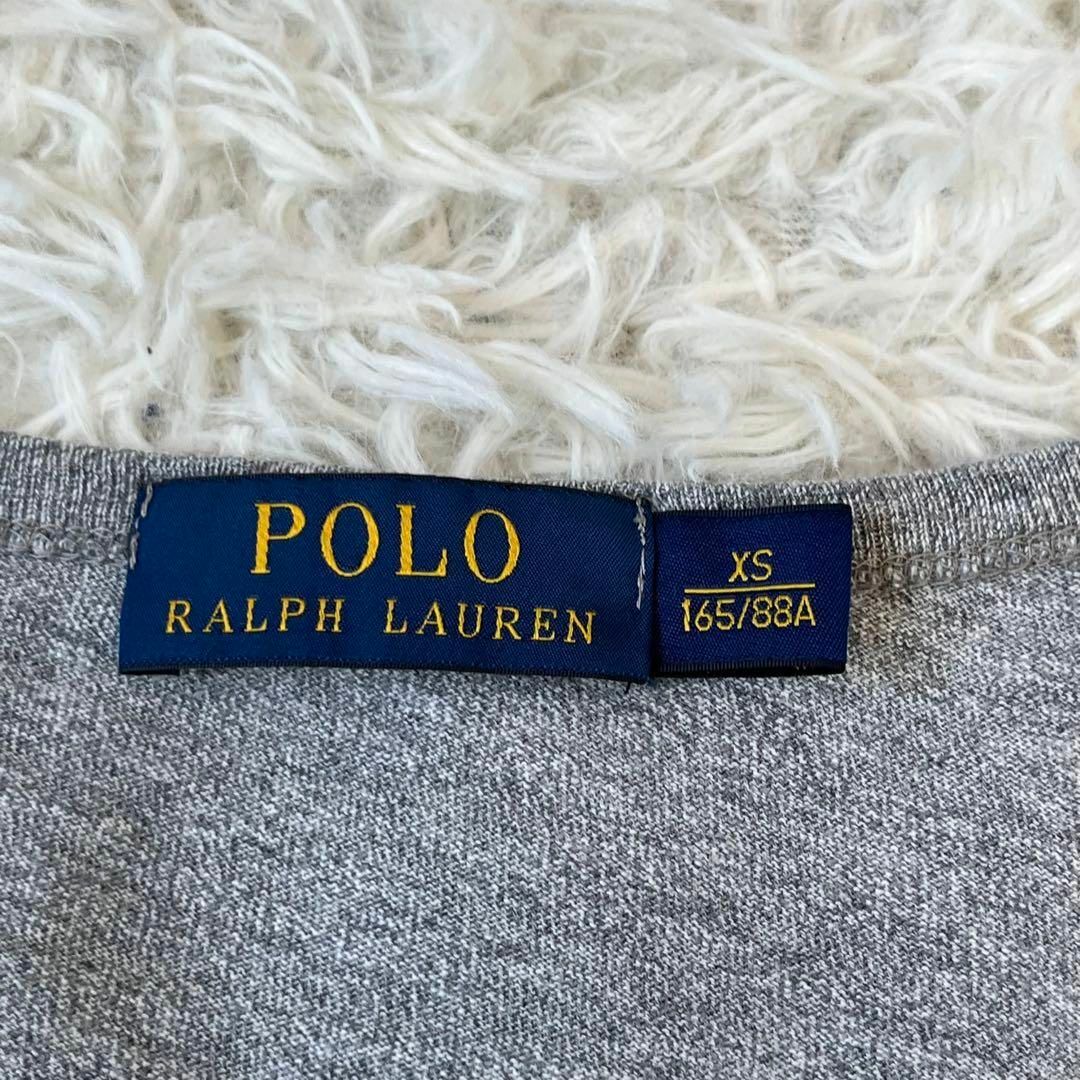 POLO
RALPH LAUREN
XS
165/88A